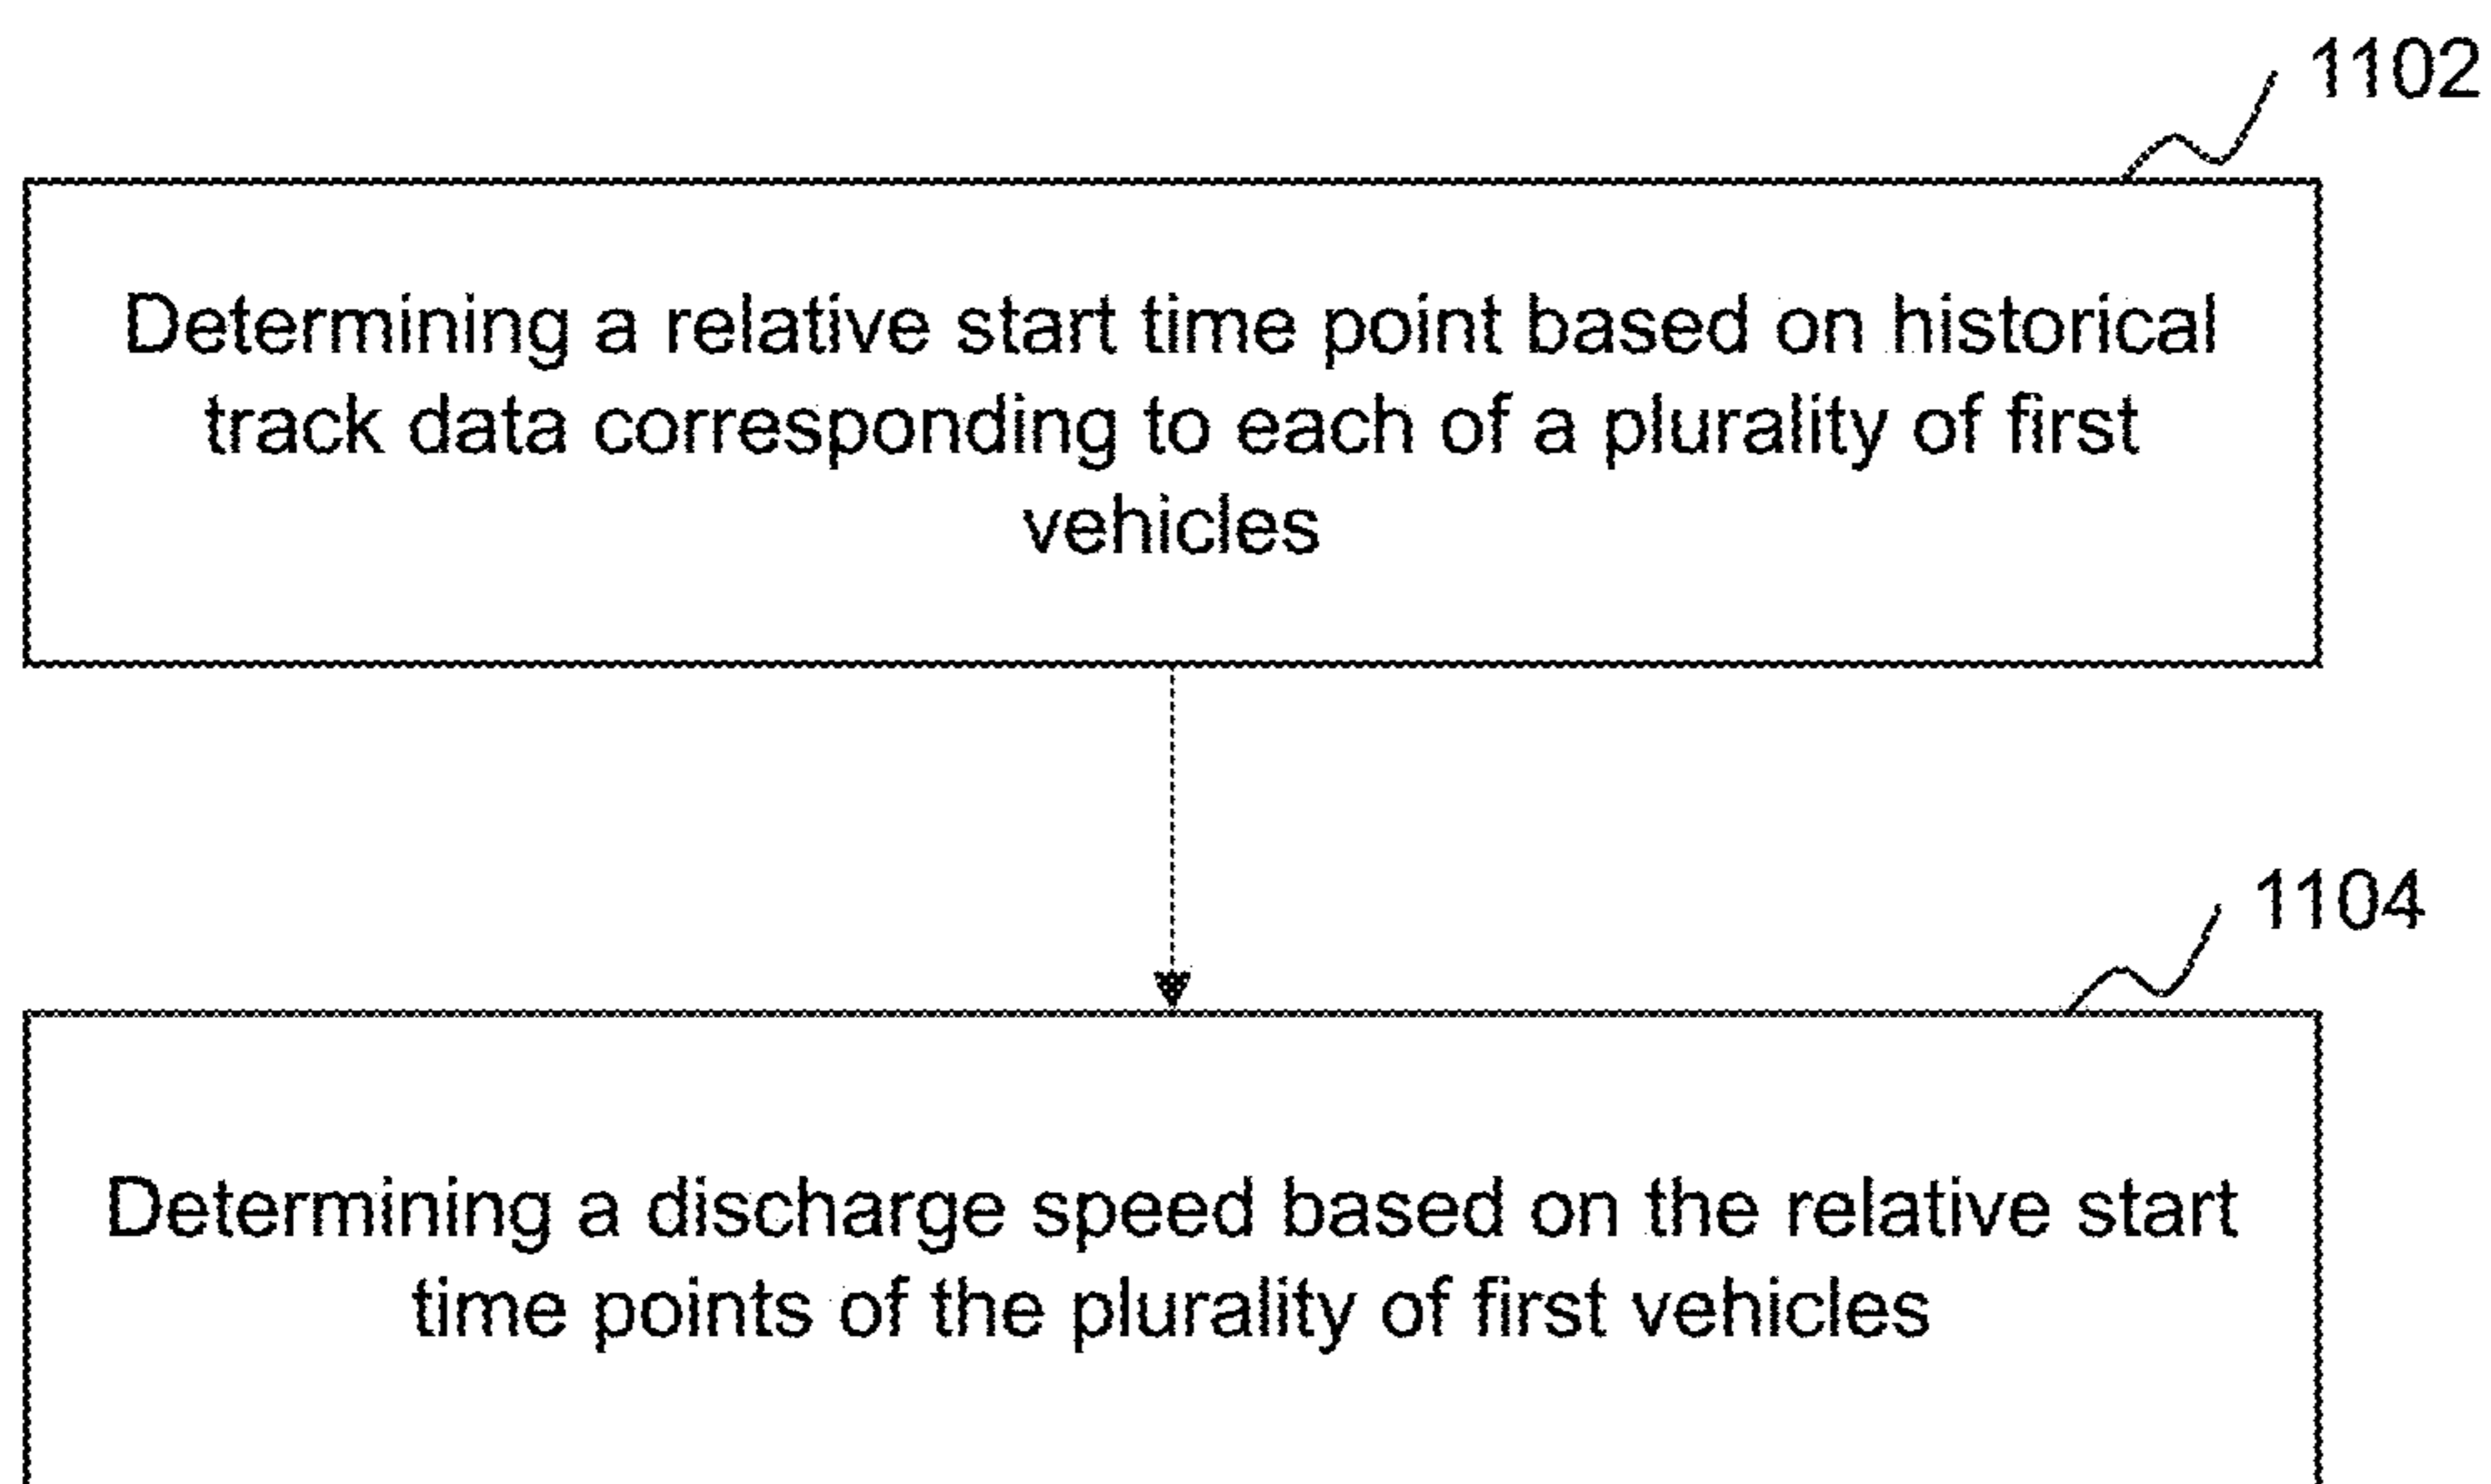 1102
Determining a relative start time point based on historical
track data corresponding to each of a plurality of first
vehicles
1104
Determining a discharge speed based on the relative start
time points of the plurality of first vehicles